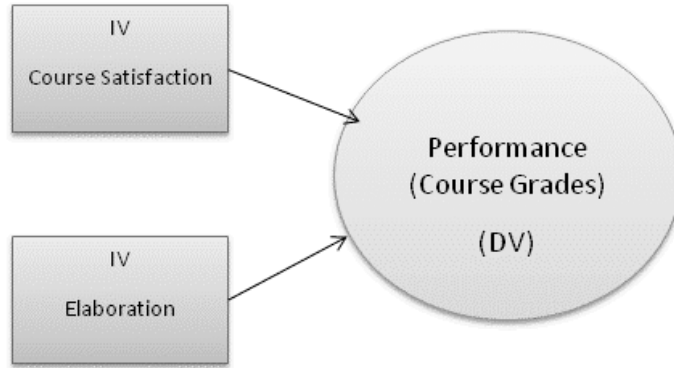 IV
Course Satisfaction
Performance
(Course Grades)
(DV)
IV
Elaboration